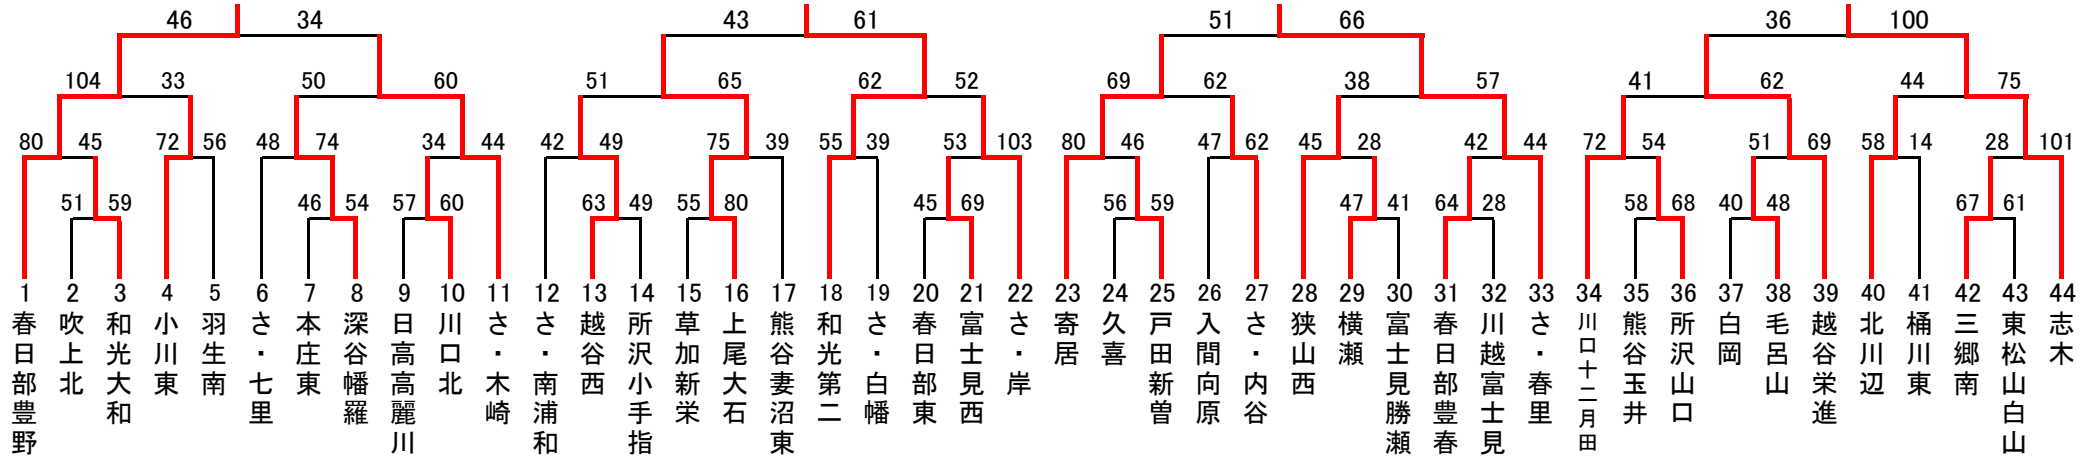 46 34 43 61 51 66 36 100
104 33 50 60 51 65 62 52 69 62 38 57 41 62 44 75
80 45 72 56 48 74 34 44 42 49 75 39 55 39 53 103 80 46 47 62 45 28 42 44 72 54 51 69 58 14 28 101
51 59 46 54 57 60 63 49 55 80 45 69 56 59 47 41 64 28 58 68 40 48 67 61
1 春日部豊野
2 吹上北
3 和光大和
4 小川東
5 羽生南
6 さ・七里
7 本庄東
8 深谷幡羅
9 日高高麗川
10 川口北
11 さ・木崎
12 さ・南浦和
13 越谷西
14 所沢小手指
15 草加新栄
16 上尾大石
17 熊谷妻沼東
18 和光第二
19 さ・白幡
20 春日部東
21 富士見西
22 さ・岸
23 寄居
24 久喜
25 戸田新曽
26 入間向原
27 さ・内谷
28 狭山西
29 横瀬
30 富士見勝瀬
31 春日部豊春
32 川越富士見
33 さ・春里
34 川口十二月田
35 熊谷玉井
36 所沢山口
37 白岡
38 毛呂山
39 越谷栄進
40 北川辺
41 桶川東
42 三郷南
43 東松山白山
44 志木